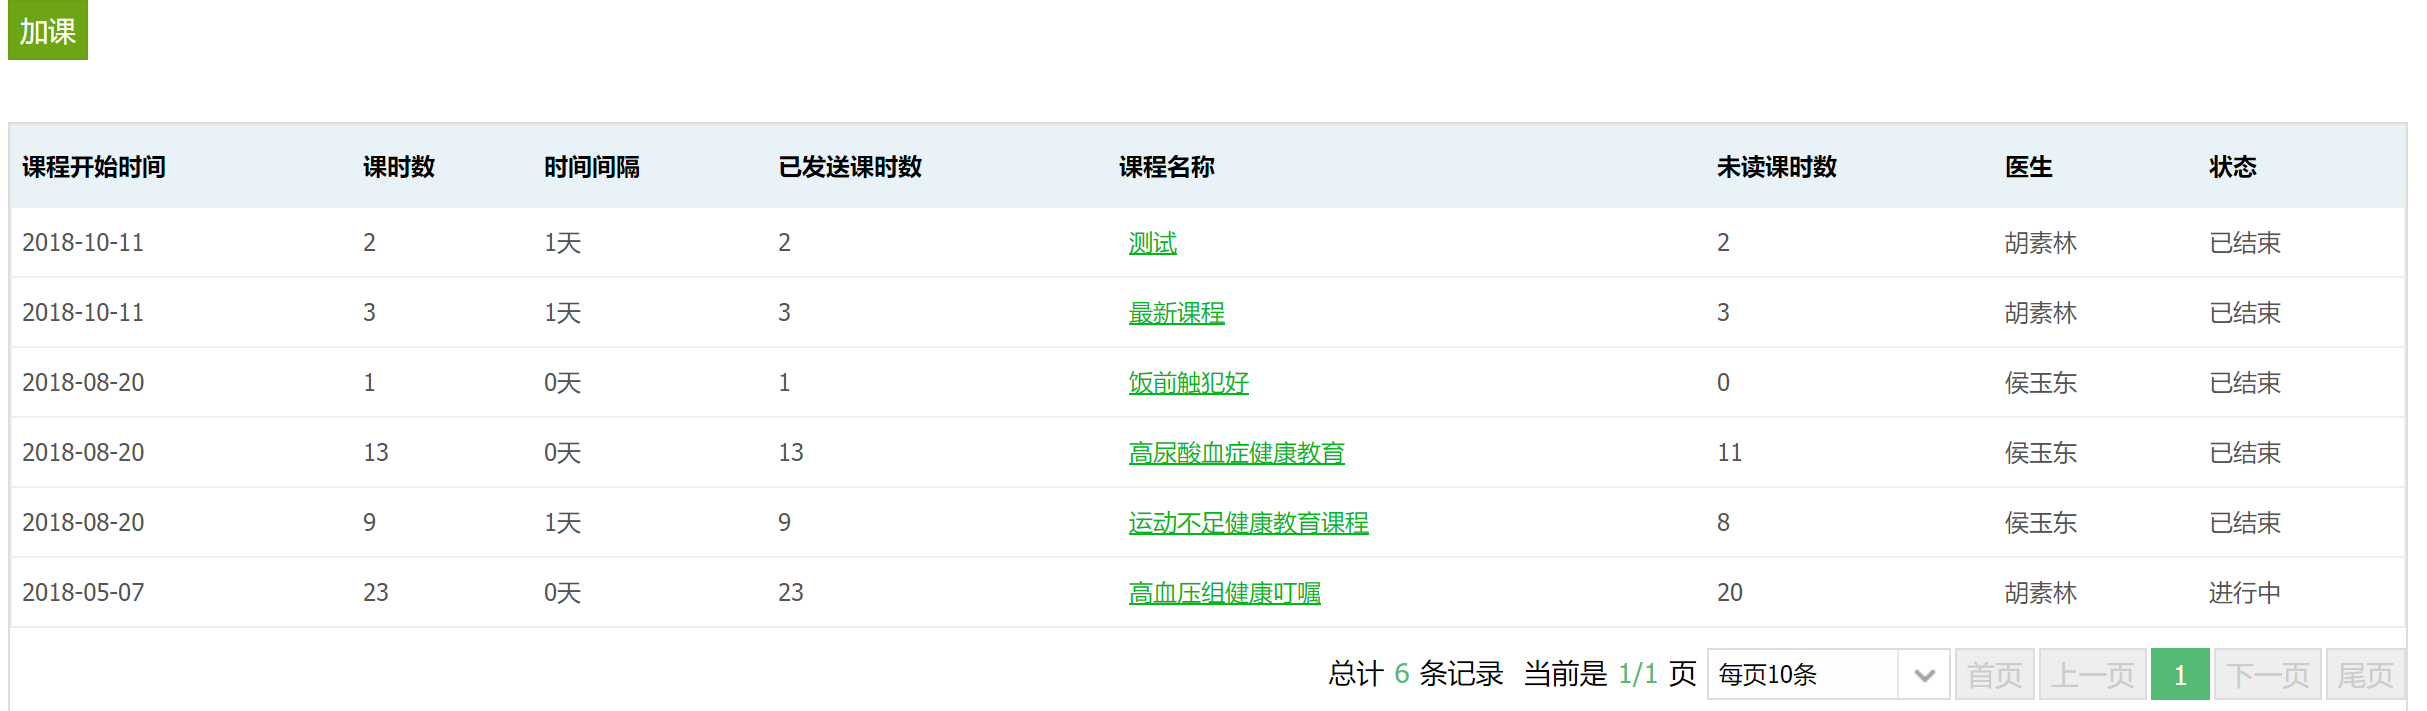 加课
课程开始时间 课时数 时间间隔 已发送课时数 课程名称 未读课时数 医生 状态
2018-10-11 2 1天 2 测试 2 胡素林 已结束
2018-10-11 3 1天 3 最新课程 3 胡素林 已结束
2018-08-20 1 0天 1 饭前触犯好 0 侯玉东 已结束
2018-08-20 13 0天 13 高尿酸血症健康教育 11 侯玉东 已结束
2018-08-20 9 1天 9 运动不足健康教育课程 8 侯玉东 已结束
2018-05-07 23 0天 23 高血压组健康叮嘱 20 胡素林 进行中
总计 6 条记录 当前是 1/1 页 每页10条 首页 上一页 1 下一页 尾页